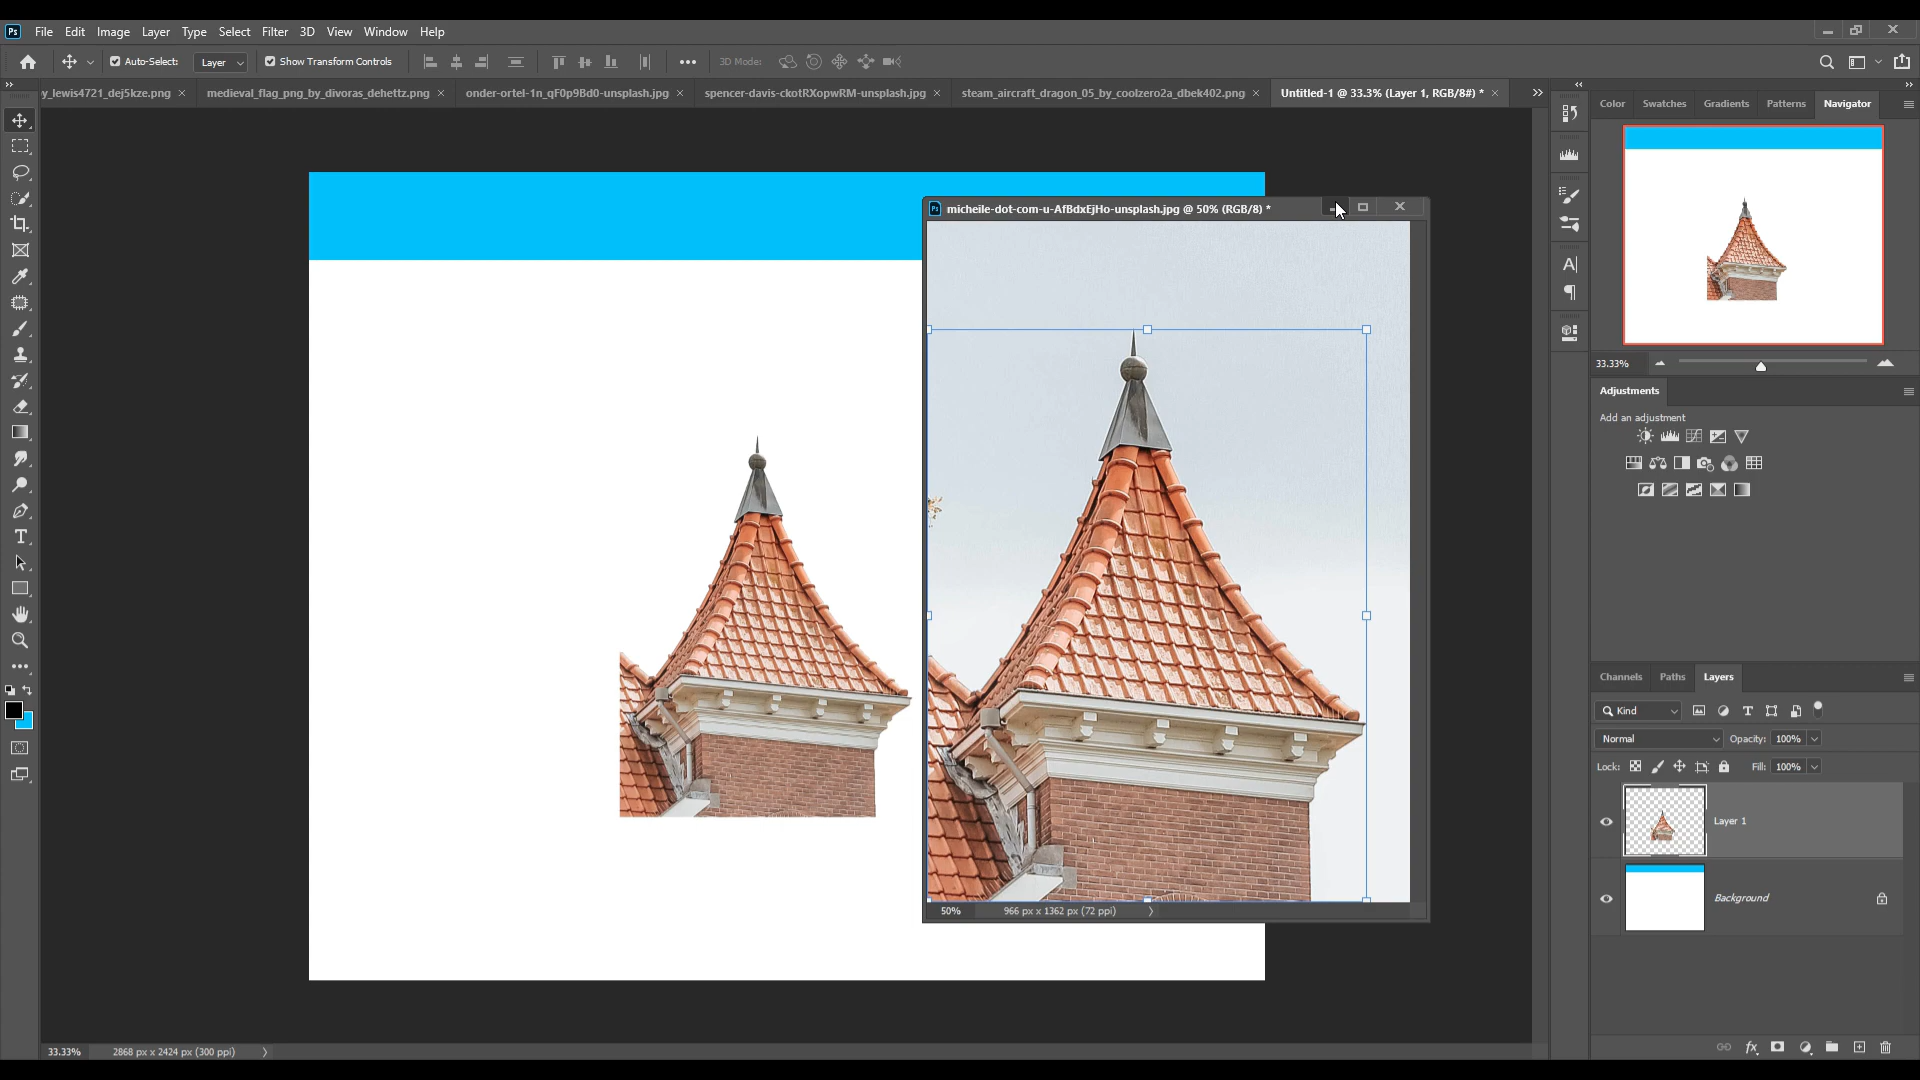 Ps File Edit Image Layer Type Select Filter 3D View Window Help
Auto-Select: Layer Show Transform Controls 3D Mode:
y_lewis4721_dej5kze.png medieval_flag_png_by_divoras_dehettz.png onder-ortel-1n_qF0p9Bd0-unsplash.jpg spencer-davis-ckotRXopwRM-unsplash.jpg steam_aircraft_dragon_05_by_coolzero2a_dbek402.png Untitled-1 @ 33.3% (Layer 1, RGB/8#) *
Color Swatches Gradients Patterns Navigator
Ps micheile-dot-com-u-AfBdxEjHo-unsplash.jpg @ 50% (RGB/8) *
33.33%
Adjustments
Add an adjustment
Channels Paths Layers
Kind
Normal Opacity: 100%
Lock: Fill: 100%
Layer 1
Background
50% 966 px x 1362 px (72 ppi)
33.33% 2868 px x 2424 px (300 ppi)